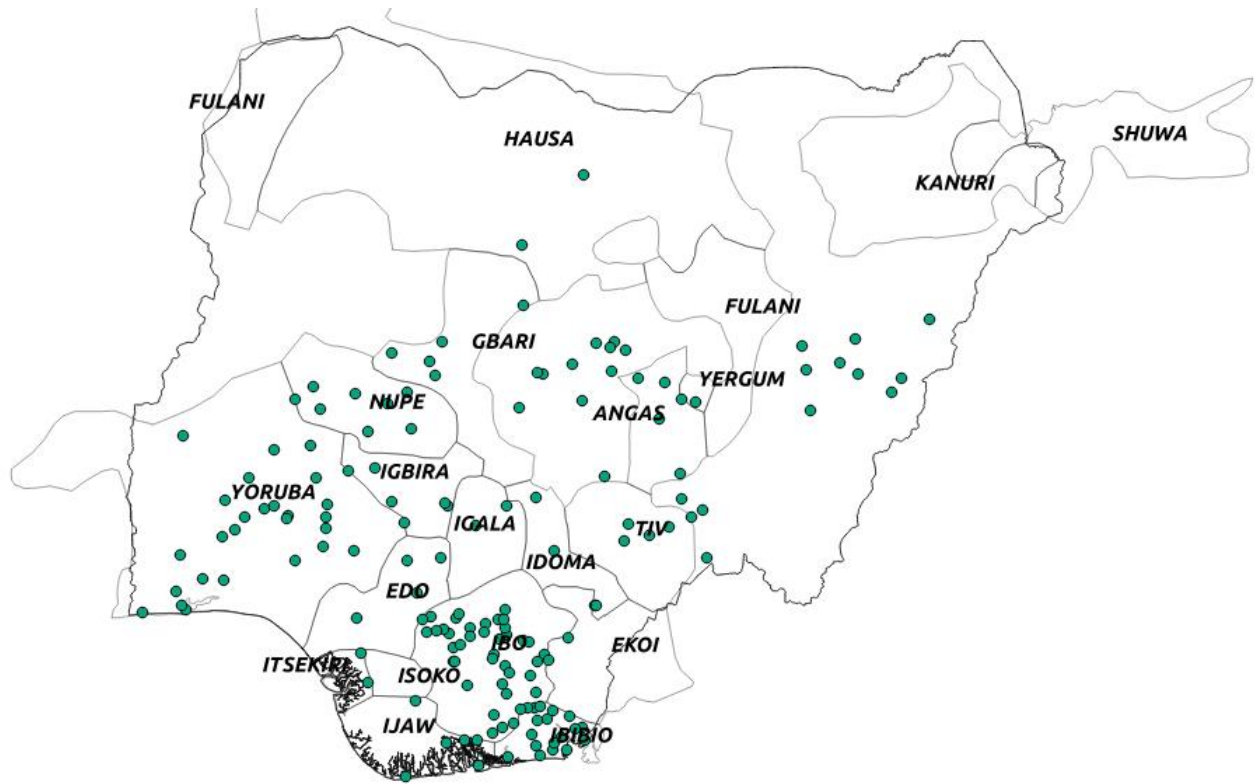 FULANI
HAUSA
SHUWA
KANURI
FULANI
GBARI
YERGUM
NUPE
ANGAS
IGBIRA
YORUBA
IGALA
TIV
IDOMA
EDO
IBO
EKOI
ITSEKIRI
ISOKO
IJAW
IBIBIO